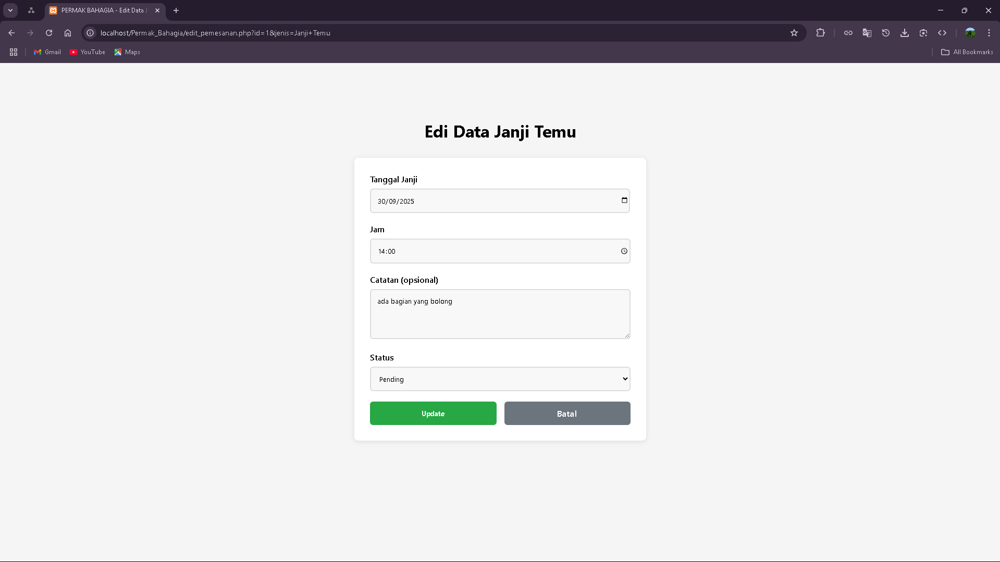 PERMAK BAHAGIA - Edit Data J
localhost/Permak_Bahagia/edit_pemesanan.php?id=1&jenis=Janji+Temu
Gmail
YouTube
Maps
All Bookmarks
Edi Data Janji Temu
Tanggal Janji
30/09/2025
Jam
14:00
Catatan (opsional)
ada bagian yang bolong
Status
Pending
Update
Batal